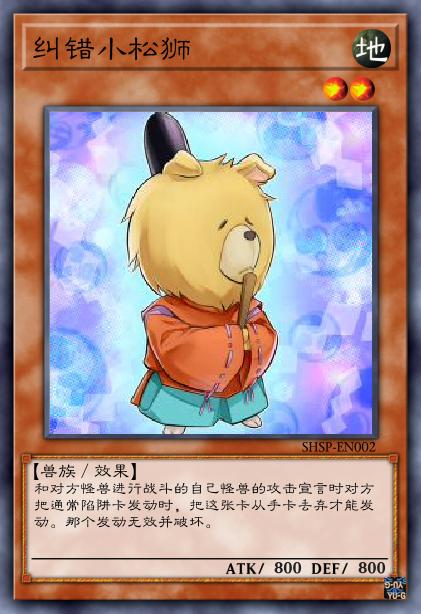 纠错小松狮
地
SHSP-EN002
【兽族／效果】
和对方怪兽进行战斗的自己怪兽的攻击宣言时对方
把通常陷阱卡发动时，把这张卡从手卡丢弃才能发
动。那个发动无效并破坏。
ATK/ 800 DEF/ 800
YU-G